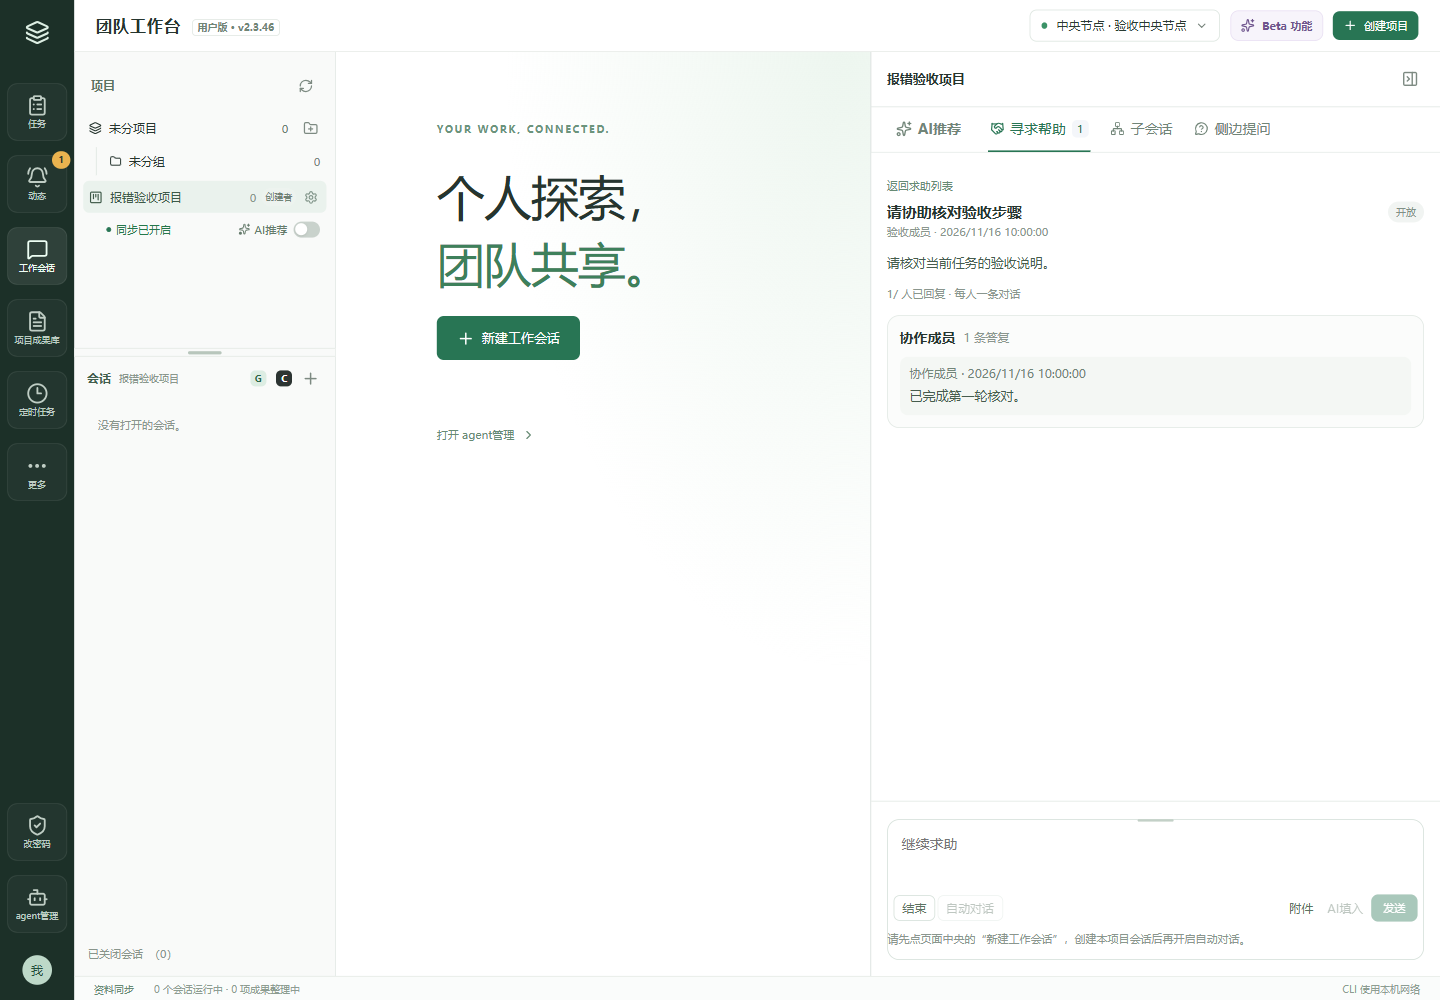 团队工作台
用户版 • v2.3.46
中央节点 · 验收中央节点
Beta 功能
创建项目
任务
1
动态
工作会话
项目成果库
定时任务
更多
改密码
agent管理
我
项目
未分项目 0
未分组 0
报错验收项目 0 创建者
同步已开启 AI推荐
会话 报错验收项目 G C
没有打开的会话。
已关闭会话 (0)
YOUR WORK, CONNECTED.
个人探索，
团队共享。
新建工作会话
打开 agent管理
报错验收项目
AI推荐 寻求帮助 1 子会话 侧边提问
返回求助列表
请协助核对验收步骤 开放
验收成员 · 2026/11/16 10:00:00
请核对当前任务的验收说明。
1/ 人已回复 · 每人一条对话
协作成员 1 条答复
协作成员 · 2026/11/16 10:00:00
已完成第一轮核对。
继续求助
结束 自动对话 附件 AI填入 发送
请先点页面中央的“新建工作会话”，创建本项目会话后再开启自动对话。
资料同步 0 个会话运行中 · 0 项成果整理中 CLI 使用本机网络